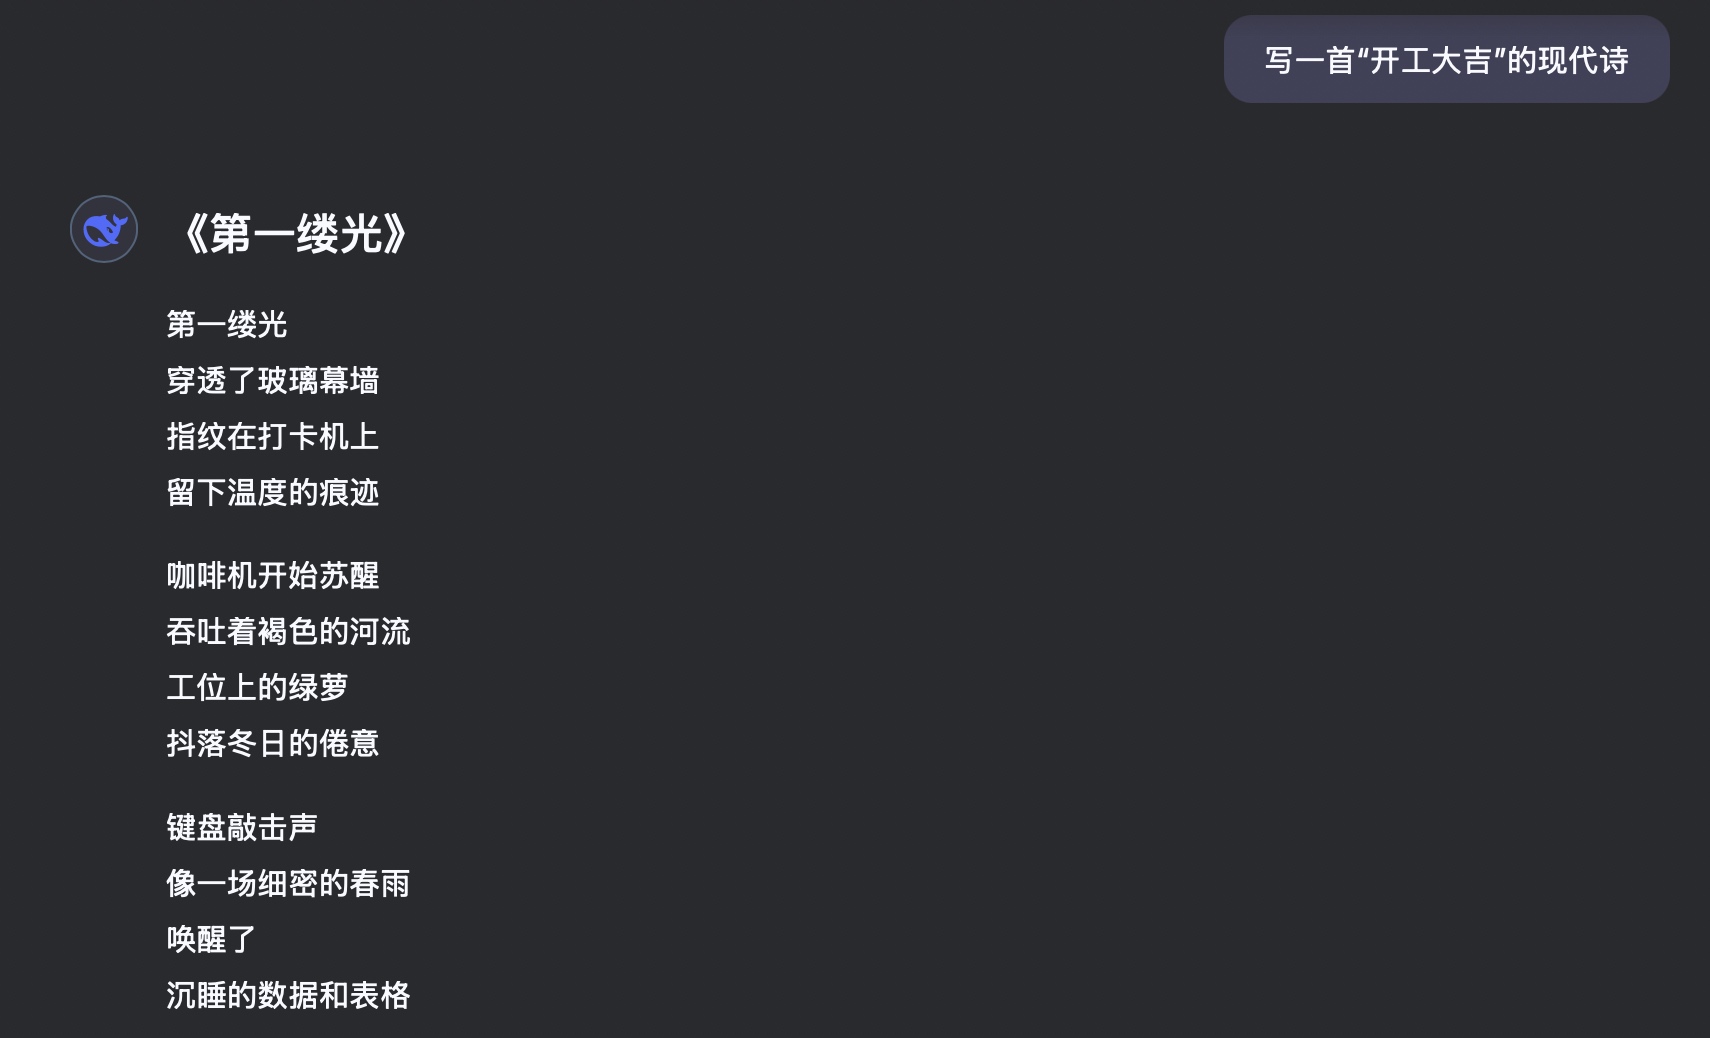 写一首“开工大吉”的现代诗
《第一缕光》
第一缕光
穿透了玻璃幕墙
指纹在打卡机上
留下温度的痕迹
咖啡机开始苏醒
吞吐着褐色的河流
工位上的绿萝
抖落冬日的倦意
键盘敲击声
像一场细密的春雨
唤醒了
沉睡的数据和表格